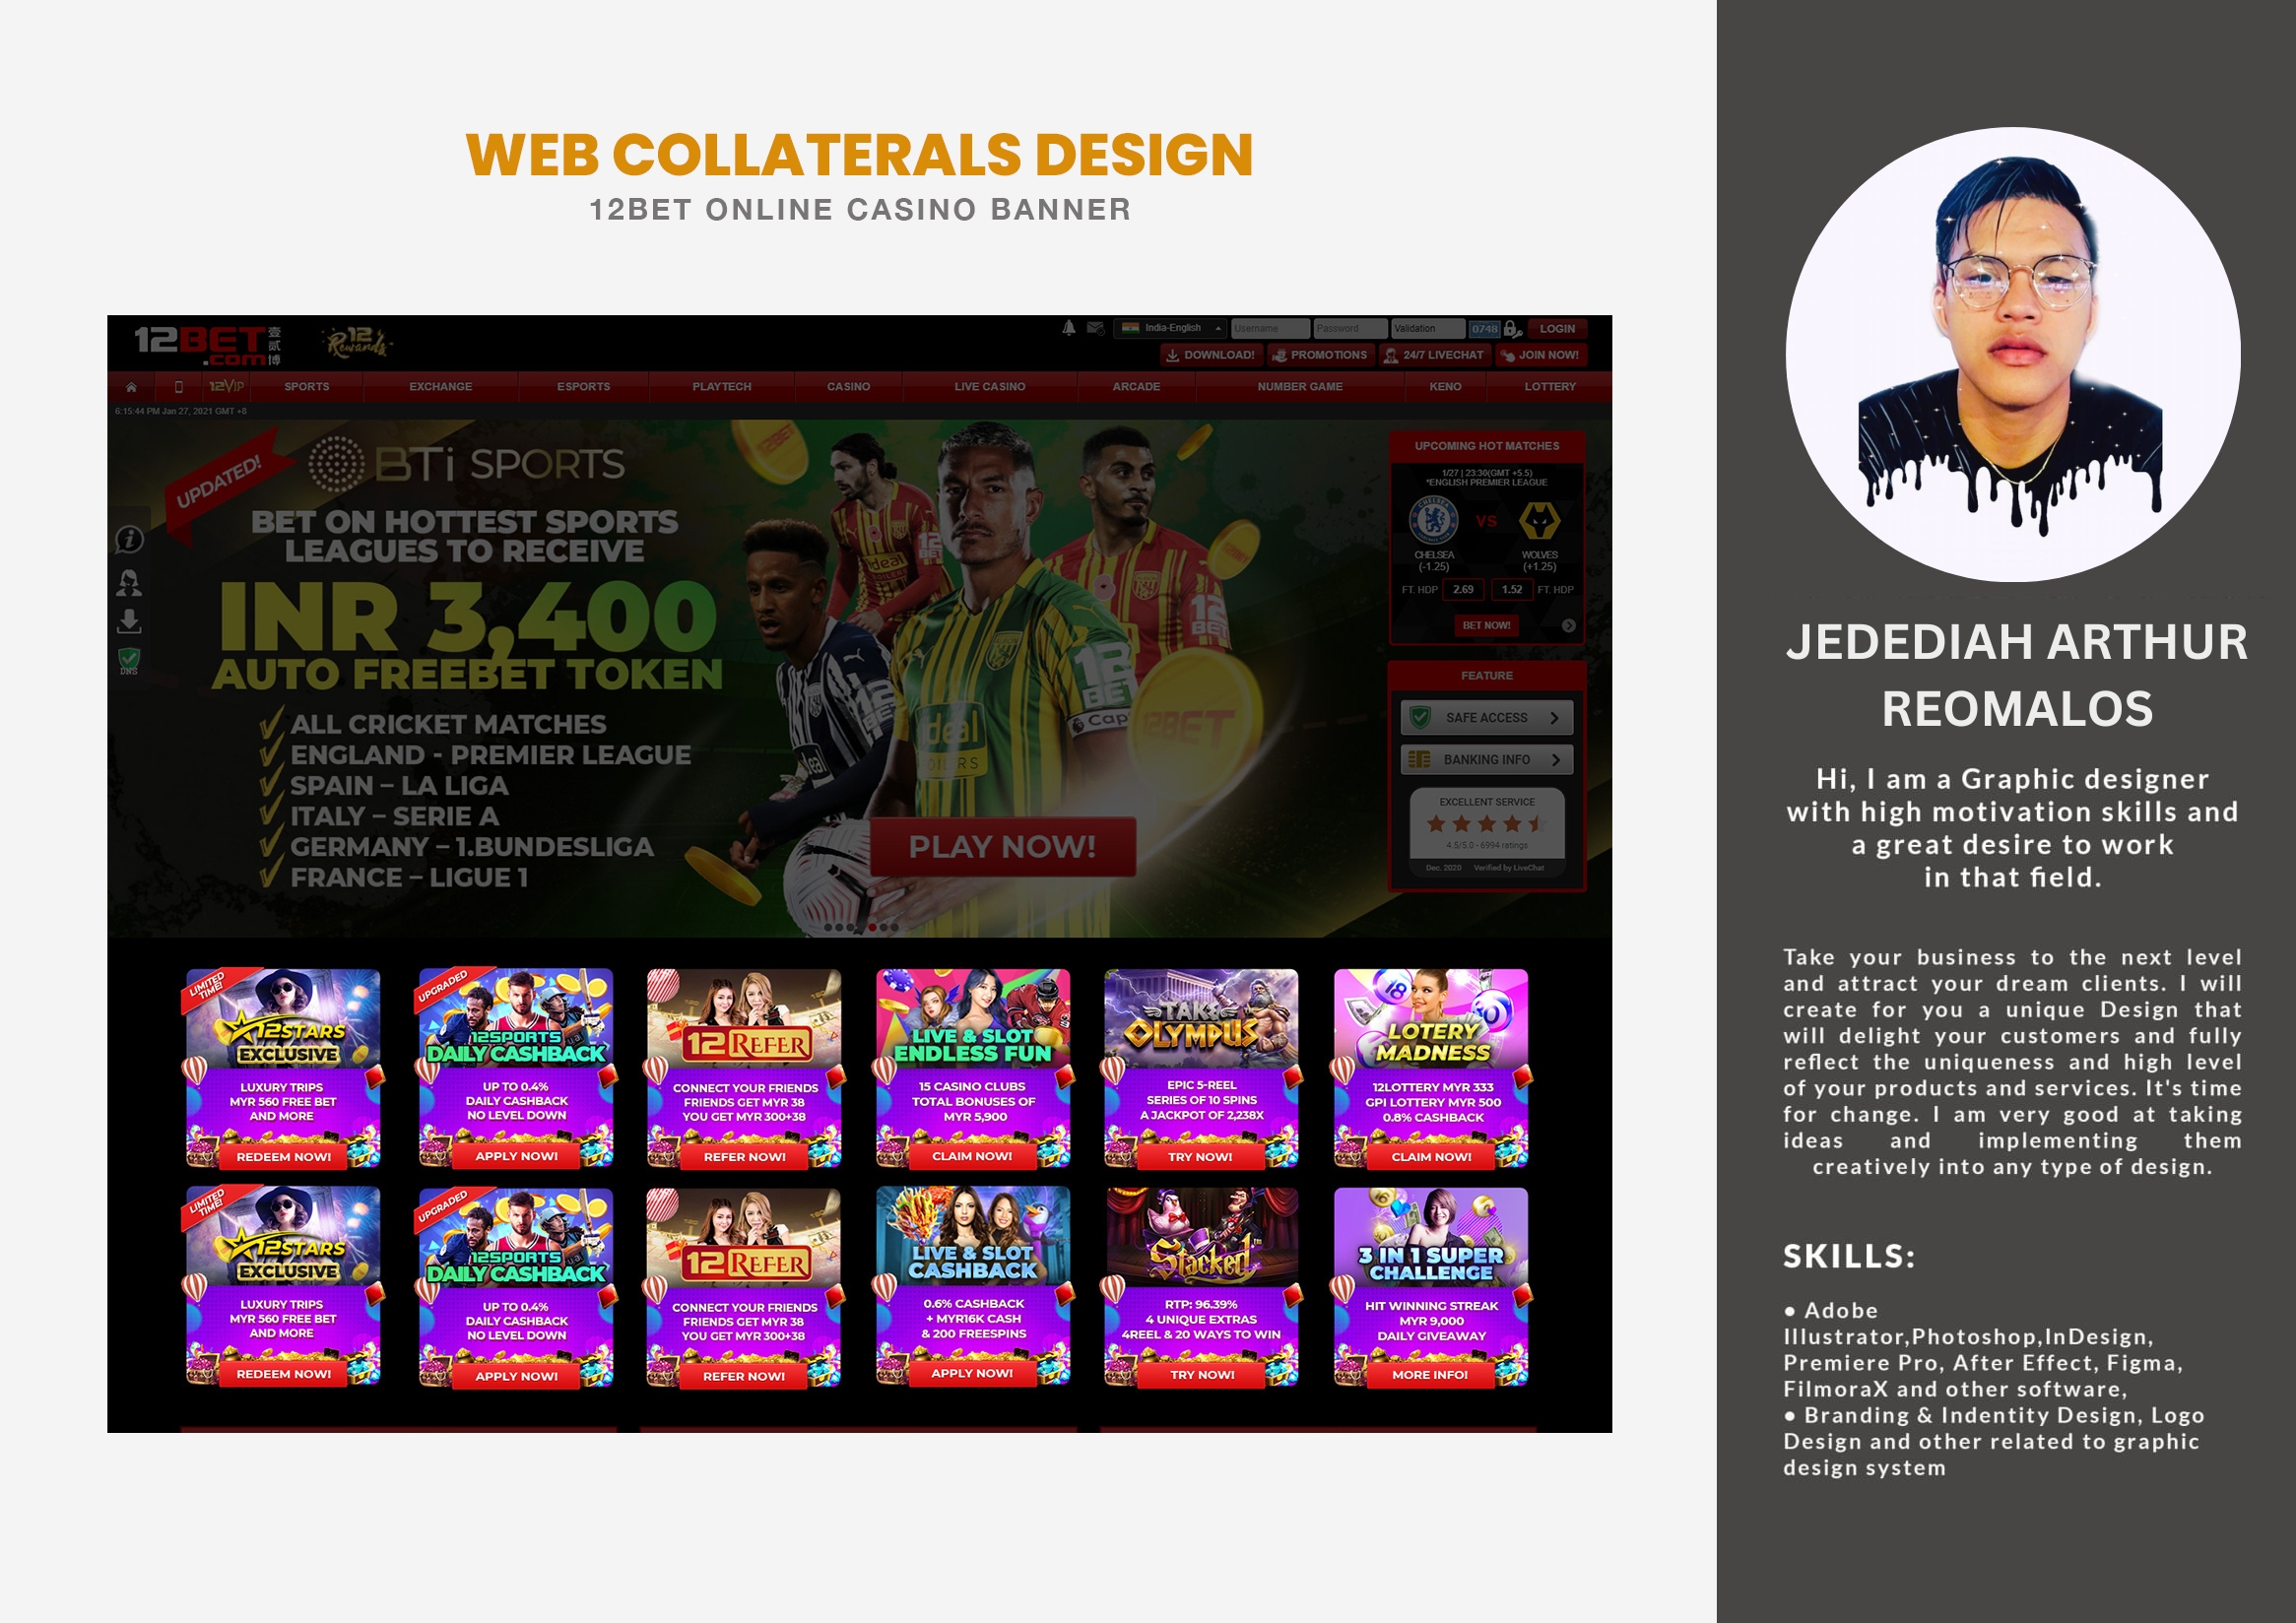 WEB COLLATERALS DESIGN
12BET ONLINE CASINO BANNER
12BET
.com
壹贰博
12
Rewards
India-English
Username
Password
Validation
0748
LOGIN
DOWNLOAD!
PROMOTIONS
24/7 LIVECHAT
JOIN NOW!
12VIP
SPORTS
EXCHANGE
ESPORTS
PLAYTECH
CASINO
LIVE CASINO
ARCADE
NUMBER GAME
KENO
LOTTERY
6:15:44 PM Jan 27, 2021 GMT +8
UPDATED!
BTi SPORTS
BET ON HOTTEST SPORTS
LEAGUES TO RECEIVE
INR 3,400
AUTO FREEBET TOKEN
ALL CRICKET MATCHES
ENGLAND - PREMIER LEAGUE
SPAIN – LA LIGA
ITALY – SERIE A
GERMANY – 1.BUNDESLIGA
FRANCE – LIGUE 1
DNS
12BET
12
BET
12
BET
12
BET
12
BET
ideal
BOILERS
ideal
BOILERS
Capt
12BET
PLAY NOW!
UPCOMING HOT MATCHES
1/27 | 23:30(GMT +5.5)
*ENGLISH PREMIER LEAGUE
VS
CHELSEA
(-1.25)
WOLVES
(+1.25)
FT. HDP
2.69
1.52
FT. HDP
BET NOW!
FEATURE
SAFE ACCESS
BANKING INFO
EXCELLENT SERVICE
4.5/5.0 - 6994 ratings
Dec. 2020
Verified by LiveChat
LIMITED
TIME!
12STARS
EXCLUSIVE
LUXURY TRIPS
MYR 560 FREE BET
AND MORE
REDEEM NOW!
UPGRADED
12SPORTS
DAILY CASHBACK
UP TO 0.4%
DAILY CASHBACK
NO LEVEL DOWN
APPLY NOW!
12 REFER
CONNECT YOUR FRIENDS
FRIENDS GET MYR 38
YOU GET MYR 300+38
REFER NOW!
LIVE & SLOT
ENDLESS FUN
15 CASINO CLUBS
TOTAL BONUSES OF
MYR 5,900
CLAIM NOW!
TAKE
OLYMPUS
EPIC 5-REEL
SERIES OF 10 SPINS
A JACKPOT OF 2,238X
TRY NOW!
18
LOTERY
MADNESS
12LOTTERY MYR 333
GPI LOTTERY MYR 500
0.8% CASHBACK
CLAIM NOW!
LIMITED
TIME!
12STARS
EXCLUSIVE
LUXURY TRIPS
MYR 560 FREE BET
AND MORE
REDEEM NOW!
UPGRADED
12SPORTS
DAILY CASHBACK
UP TO 0.4%
DAILY CASHBACK
NO LEVEL DOWN
APPLY NOW!
12 REFER
CONNECT YOUR FRIENDS
FRIENDS GET MYR 38
YOU GET MYR 300+38
REFER NOW!
LIVE & SLOT
CASHBACK
0.6% CASHBACK
+ MYR16K CASH
& 200 FREESPINS
APPLY NOW!
Stacked
RTP: 96.39%
4 UNIQUE EXTRAS
4REEL & 20 WAYS TO WIN
TRY NOW!
3 IN 1 SUPER
CHALLENGE
HIT WINNING STREAK
MYR 9,000
DAILY GIVEAWAY
MORE INFO!
JEDEDIAH ARTHUR
REOMALOS
Hi, I am a Graphic designer
with high motivation skills and
a great desire to work
in that field.
Take your business to the next level
and attract your dream clients. I will
create for you a unique Design that
will delight your customers and fully
reflect the uniqueness and high level
of your products and services. It's time
for change. I am very good at taking
ideas and implementing them
creatively into any type of design.
SKILLS:
● Adobe
Illustrator,Photoshop,InDesign,
Premiere Pro, After Effect, Figma,
FilmoraX and other software,
● Branding & Indentity Design, Logo
Design and other related to graphic
design system